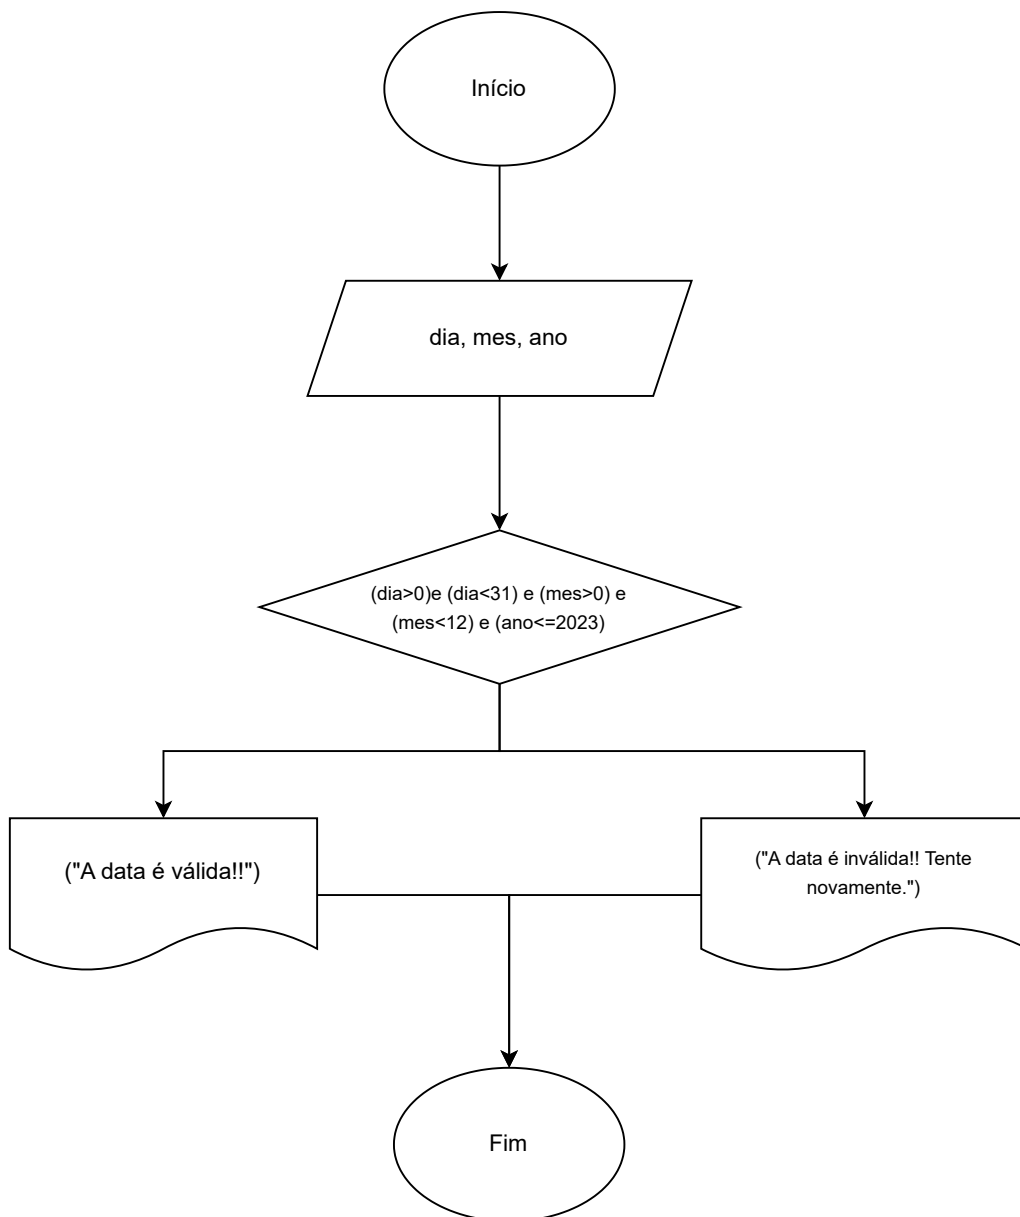 Início
dia, mes, ano
(dia>0)e (dia<31) e (mes>0) e
(mes<12) e (ano<=2023)
("A data é válida!!")
("A data é inválida!! Tente
novamente.")
Fim